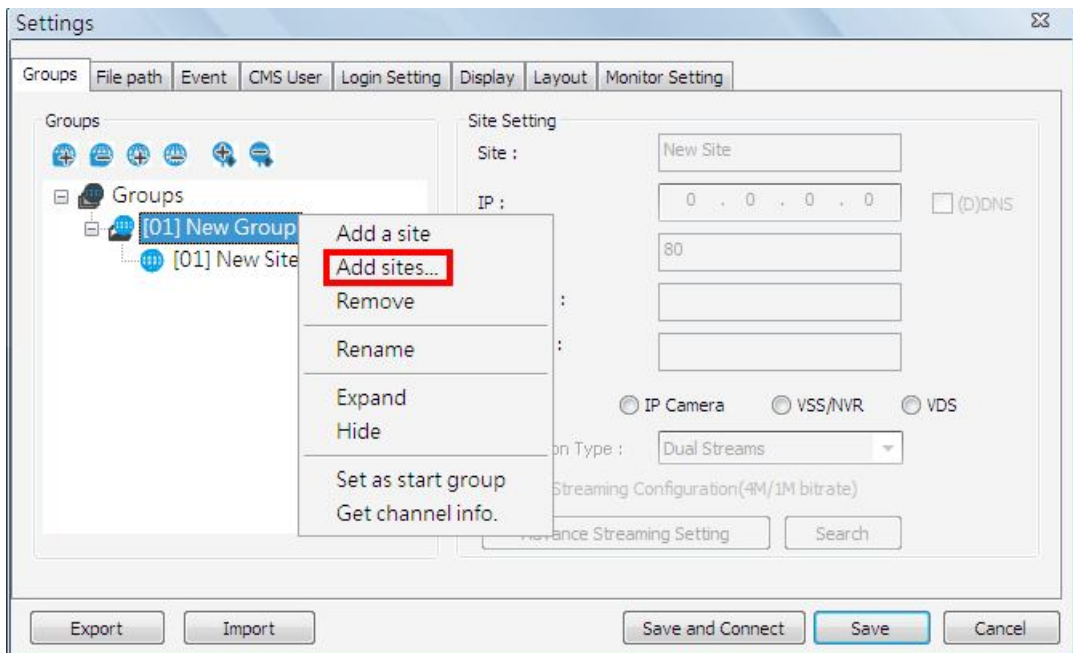 Settings
Groups File path Event CMS User Login Setting Display Layout Monitor Setting
Groups
Groups
[01] New Group
[01] New Site
Add a site
Add sites...
Remove
Rename
Expand
Hide
Set as start group
Get channel info.
Site Setting
Site : New Site
IP : 0 . 0 . 0 . 0 (D)DNS
80
:
:
IP Camera VSS/NVR VDS
Type : Dual Streams
Streaming Configuration(4M/1M bitrate)
Streaming Setting Search
Export Import Save and Connect Save Cancel